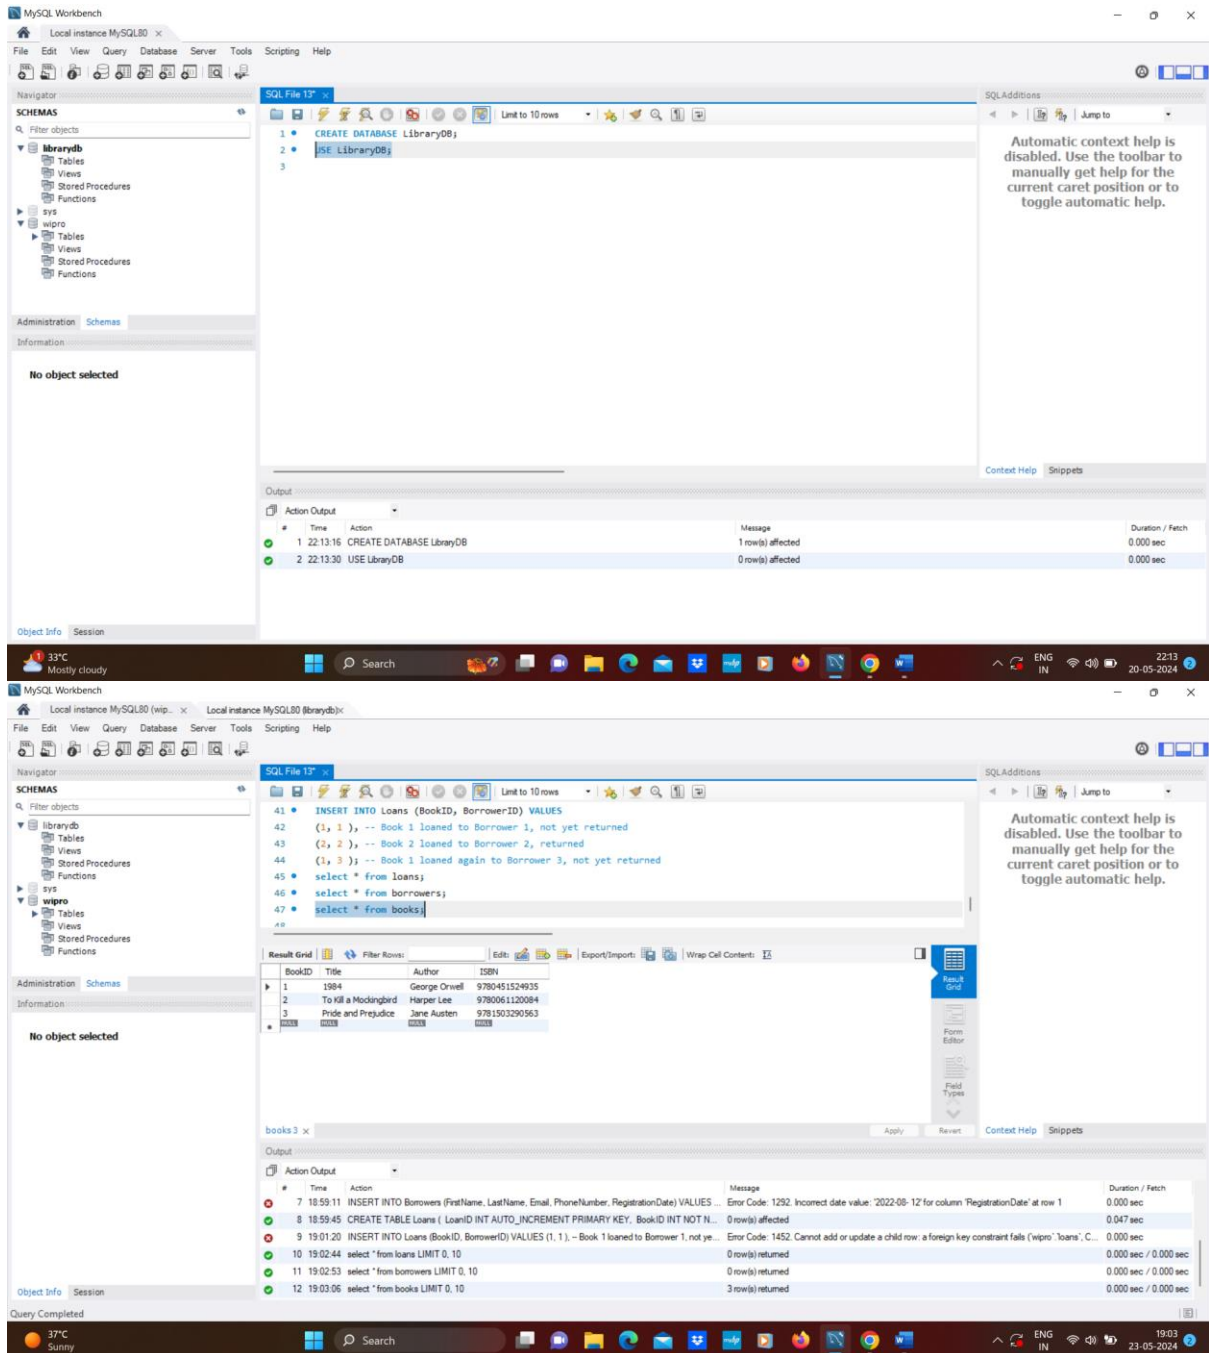 MySQL Workbench
Local instance MySQL80 ×
File Edit View Query Database Server Tools Scripting Help
Navigator
SCHEMAS
Filter objects
librarydb
Tables
Views
Stored Procedures
Functions
sys
wipro
Tables
Views
Stored Procedures
Functions
Administration Schemas
Information
No object selected
Object Info Session
SQL File 13* ×
Limit to 10 rows
1 CREATE DATABASE LibraryDB;
2 USE LibraryDB;
3
SQLAdditions
Jump to
Automatic context help is
disabled. Use the toolbar to
manually get help for the
current caret position or to
toggle automatic help.
Context Help Snippets
Output
Action Output
# Time Action Message Duration / Fetch
1 22:13:16 CREATE DATABASE LibraryDB 1 row(s) affected 0.000 sec
2 22:13:30 USE LibraryDB 0 row(s) affected 0.000 sec
1
33°C
Mostly cloudy
Search
ENG
IN
22:13
20-05-2024
2
MySQL Workbench
Local instance MySQL80 (wip... × Local instance MySQL80 (librarydb)×
File Edit View Query Database Server Tools Scripting Help
Navigator
SCHEMAS
Filter objects
librarydb
Tables
Views
Stored Procedures
Functions
sys
wipro
Tables
Views
Stored Procedures
Functions
Administration Schemas
Information
No object selected
Object Info Session
SQL File 13* ×
Limit to 10 rows
41 INSERT INTO Loans (BookID, BorrowerID) VALUES
42 (1, 1 ), -- Book 1 loaned to Borrower 1, not yet returned
43 (2, 2 ), -- Book 2 loaned to Borrower 2, returned
44 (1, 3 ); -- Book 1 loaned again to Borrower 3, not yet returned
45 select * from loans;
46 select * from borrowers;
47 select * from books;
48
Result Grid Filter Rows: Edit: Export/Import: Wrap Cell Content:
BookID Title Author ISBN
1 1984 George Orwell 9780451524935
2 To Kill a Mockingbird Harper Lee 9780061120084
3 Pride and Prejudice Jane Austen 9781503290563
NULL NULL NULL NULL
Result
Grid
Form
Editor
Field
Types
books 3 × Apply Revert
SQLAdditions
Jump to
Automatic context help is
disabled. Use the toolbar to
manually get help for the
current caret position or to
toggle automatic help.
Context Help Snippets
Output
Action Output
# Time Action Message Duration / Fetch
7 18:59:11 INSERT INTO Borrowers (FirstName, LastName, Email, PhoneNumber, RegistrationDate) VALUES ... Error Code: 1292. Incorrect date value: '2022-08- 12' for column 'RegistrationDate' at row 1 0.000 sec
8 18:59:45 CREATE TABLE Loans ( LoanID INT AUTO_INCREMENT PRIMARY KEY, BookID INT NOT N... 0 row(s) affected 0.047 sec
9 19:01:20 INSERT INTO Loans (BookID, BorrowerID) VALUES (1, 1 ), -- Book 1 loaned to Borrower 1, not ye... Error Code: 1452. Cannot add or update a child row: a foreign key constraint fails (`wipro`.`loans`, C... 0.000 sec
10 19:02:44 select * from loans LIMIT 0, 10 0 row(s) returned 0.000 sec / 0.000 sec
11 19:02:53 select * from borrowers LIMIT 0, 10 0 row(s) returned 0.000 sec / 0.000 sec
12 19:03:06 select * from books LIMIT 0, 10 3 row(s) returned 0.000 sec / 0.000 sec
Query Completed
37°C
Sunny
Search
ENG
IN
19:03
23-05-2024
2